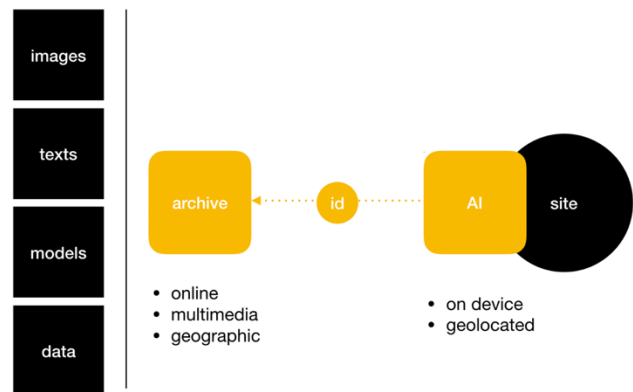 images
texts
models
data
archive
id
AI
site
• online
• multimedia
• geographic
• on device
• geolocated